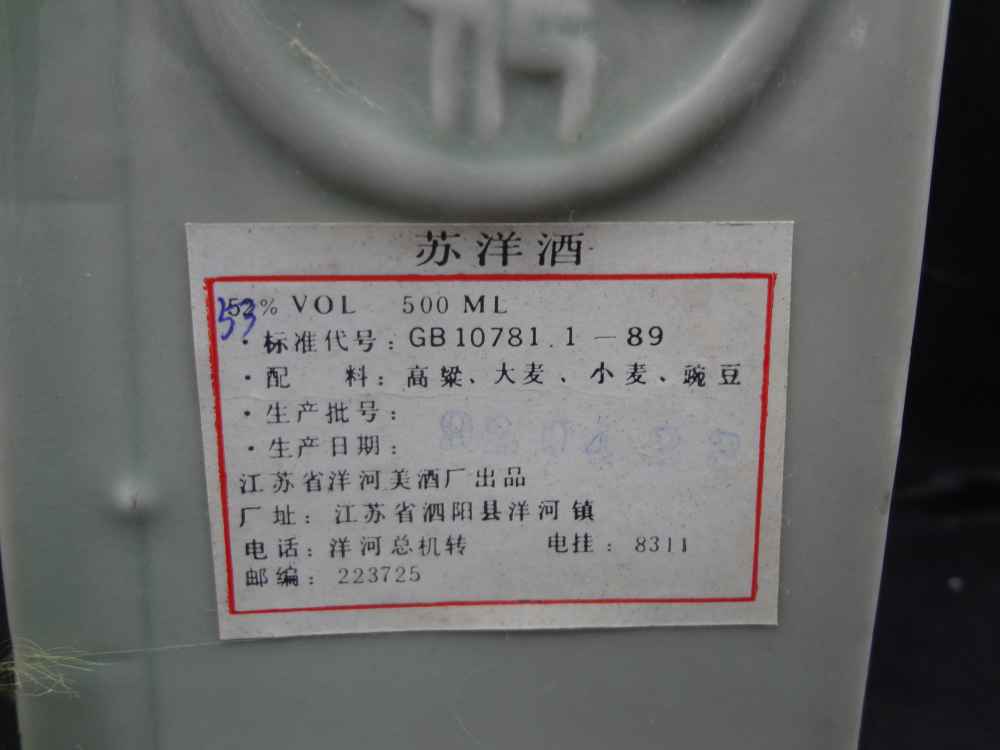 苏洋酒
52% VOL 500 ML
53
·标准代号：GB10781.1－89
·配 料：高粱、大麦、小麦、豌豆
·生产批号：
·生产日期：
江苏省洋河美酒厂出品
厂址：江苏省泗阳县洋河镇
电话：洋河总机转 电挂：8311
邮编：223725